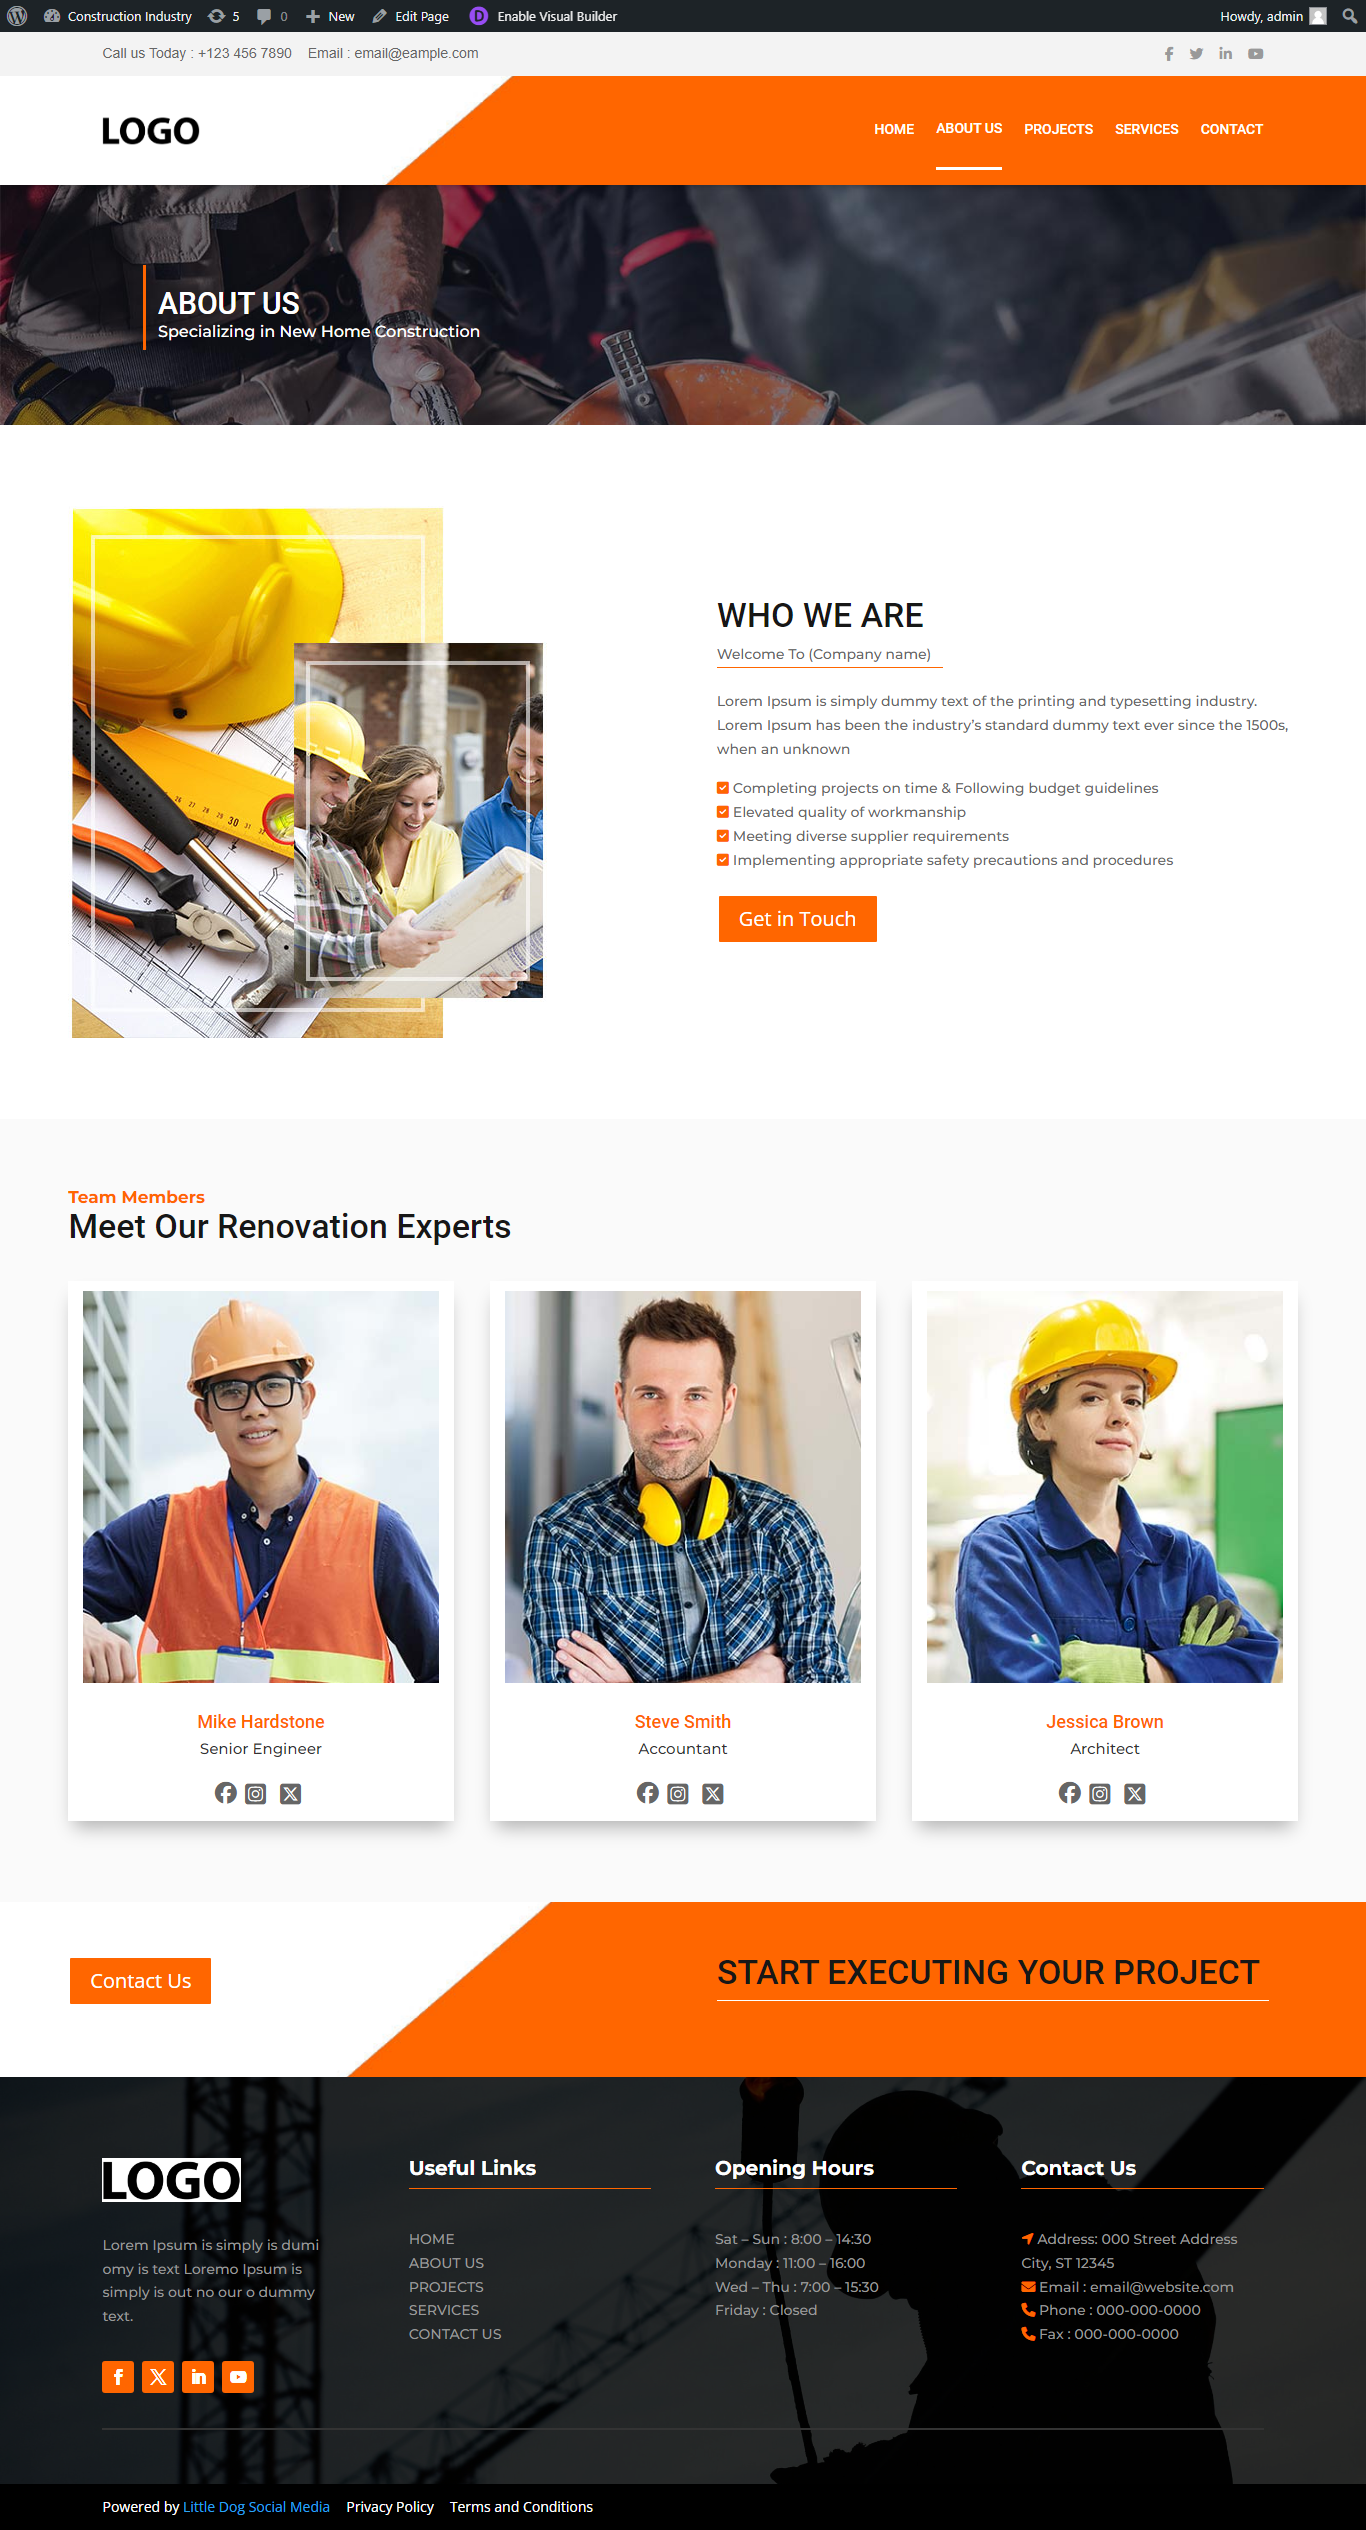 Construction Industry 5 0 New Edit Page Enable Visual Builder Howdy, admin
Call us Today : +123 456 7890 Email : email@eample.com
LOGO
HOME ABOUT US PROJECTS SERVICES CONTACT
ABOUT US
Specializing in New Home Construction
WHO WE ARE
Welcome To (Company name)
Lorem Ipsum is simply dummy text of the printing and typesetting industry.
Lorem Ipsum has been the industry’s standard dummy text ever since the 1500s,
when an unknown
Completing projects on time & Following budget guidelines
Elevated quality of workmanship
Meeting diverse supplier requirements
Implementing appropriate safety precautions and procedures
Get in Touch
Team Members
Meet Our Renovation Experts
Mike Hardstone
Senior Engineer
Steve Smith
Accountant
Jessica Brown
Architect
Contact Us
START EXECUTING YOUR PROJECT
LOGO
Lorem Ipsum is simply is dumi
omy is text Loremo Ipsum is
simply is out no our o dummy
text.
Useful Links
HOME
ABOUT US
PROJECTS
SERVICES
CONTACT US
Opening Hours
Sat – Sun : 8:00 – 14:30
Monday : 11:00 – 16:00
Wed – Thu : 7:00 – 15:30
Friday : Closed
Contact Us
Address: 000 Street Address
City, ST 12345
Email : email@website.com
Phone : 000-000-0000
Fax : 000-000-0000
Powered by Little Dog Social Media Privacy Policy Terms and Conditions